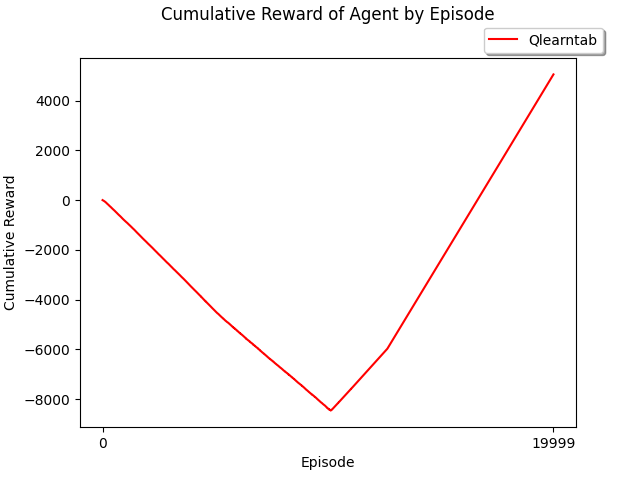 Cumulative Reward of Agent by Episode
Qlearntab
4000
2000
0
−2000
−4000
−6000
−8000
Cumulative Reward
0 19999
Episode